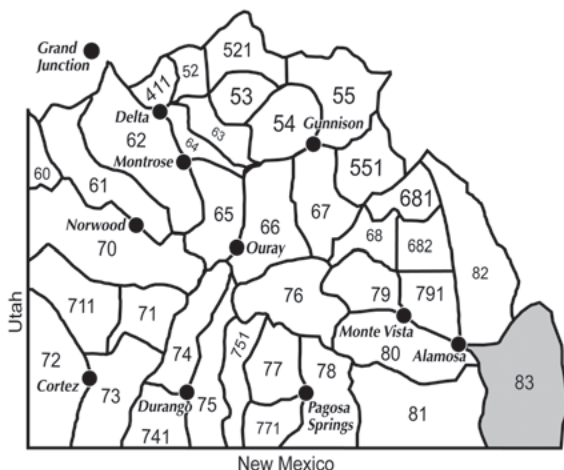 Grand
Junction
521
52
411
53
55
Delta
54
Gunnison
62
63
64
Montrose
551
60
61
681
65
66
67
Norwood
68
682
70
Ouray
82
76
79
791
711
71
Monte Vista
Utah
751
74
77
78
80
Alamosa
72
83
Cortez
73
Durango
75
Pagosa
Springs
81
741
771
New Mexico